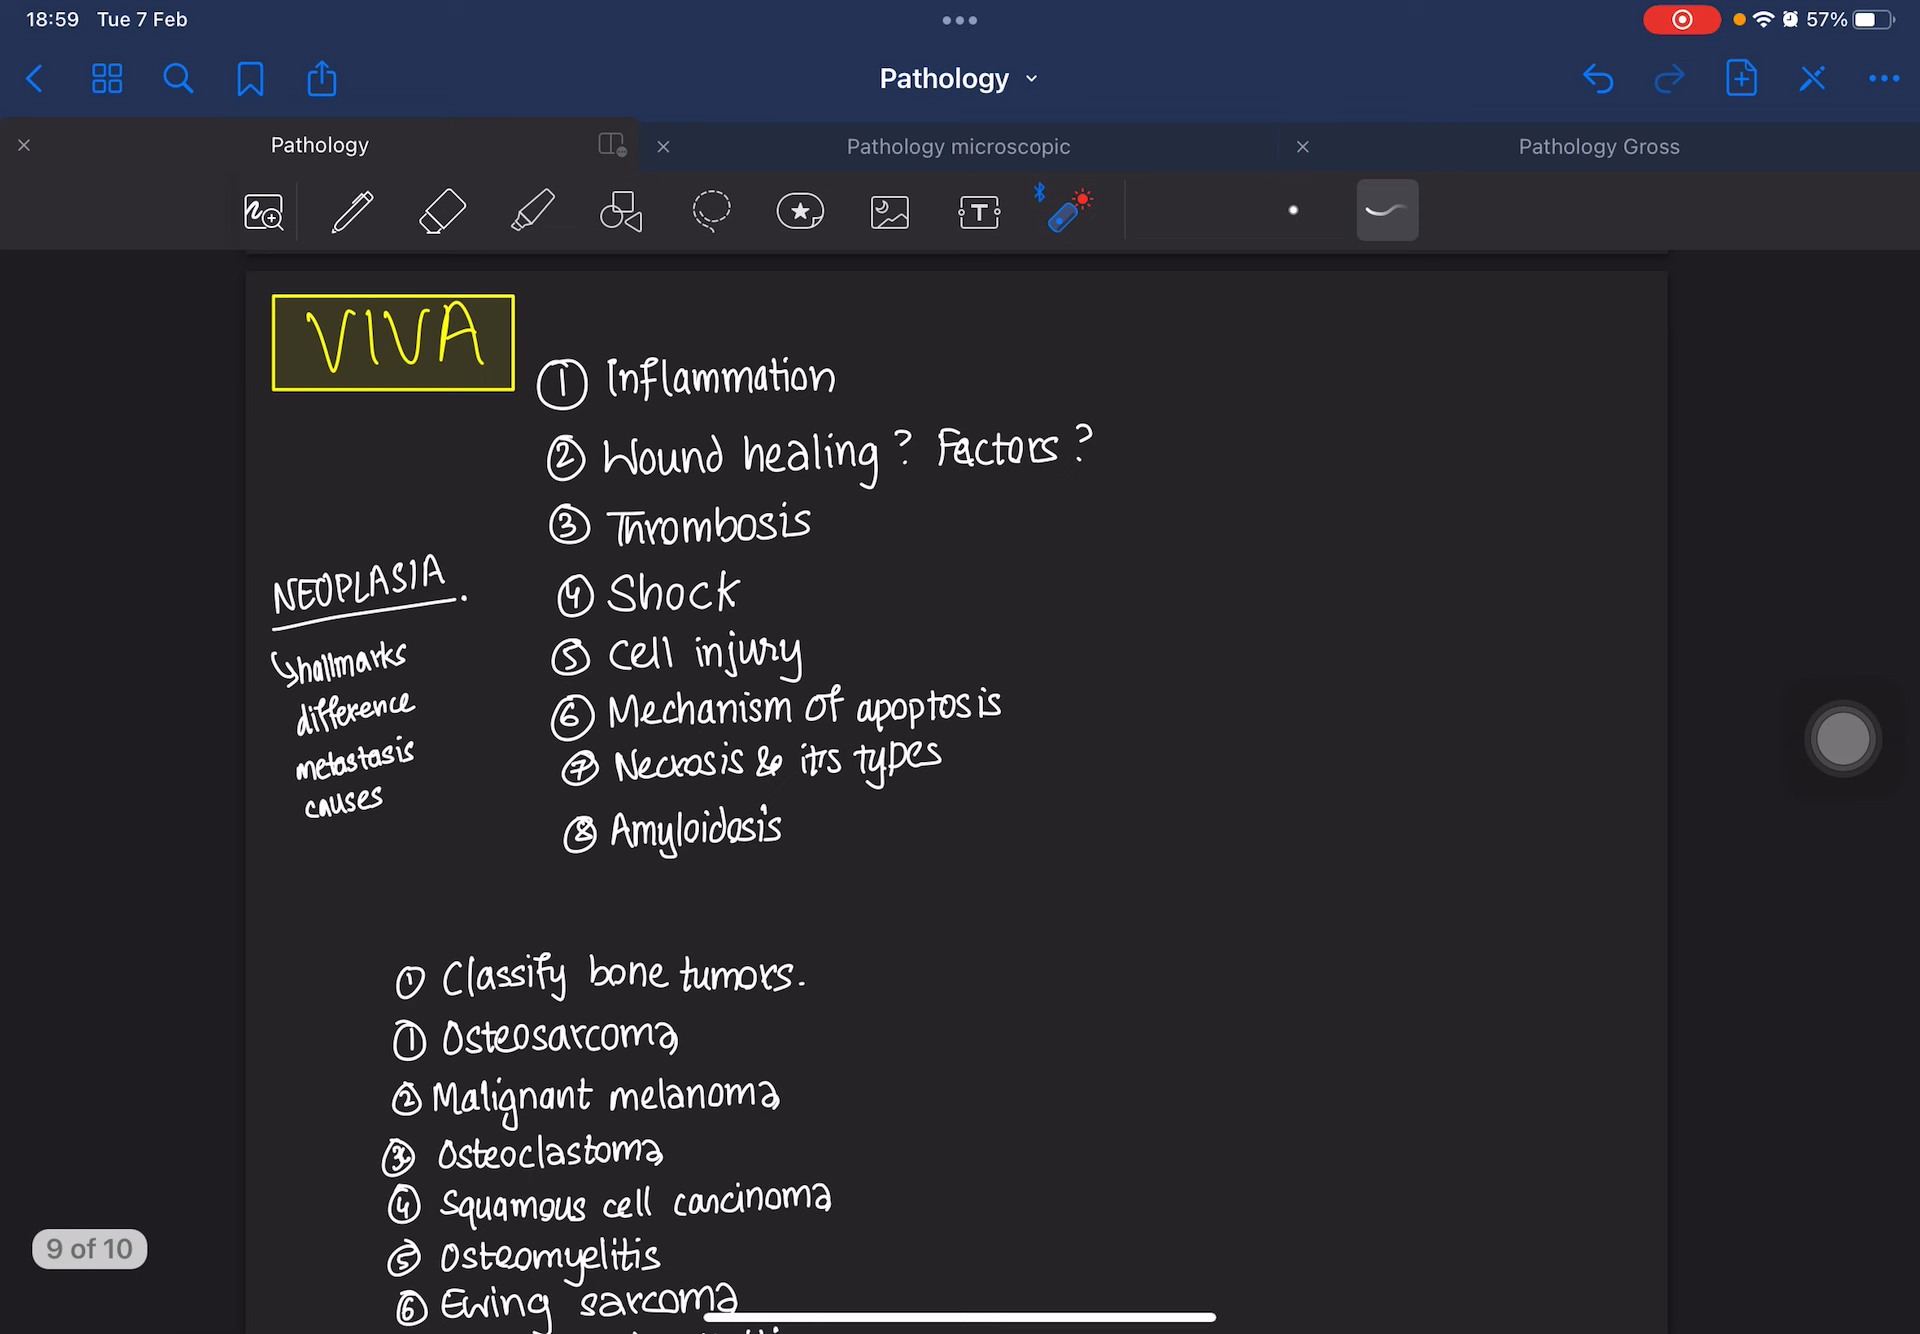 18:59 Tue 7 Feb
57%
Pathology
Pathology
Pathology microscopic
Pathology Gross
VIVA
① Inflammation
② Wound healing? Factors?
③ Thrombosis
④ Shock
⑤ Cell injury
⑥ Mechanism of apoptosis
⑦ Necrosis & its types
⑧ Amyloidosis
NEOPLASIA.
↳hallmarks
difference
metastasis
causes
① Classify bone tumors.
① Osteosarcoma
② Malignant melanoma
③ Osteoclastoma
④ Squamous cell carcinoma
⑤ Osteomyelitis
⑥ Ewing sarcoma
9 of 10